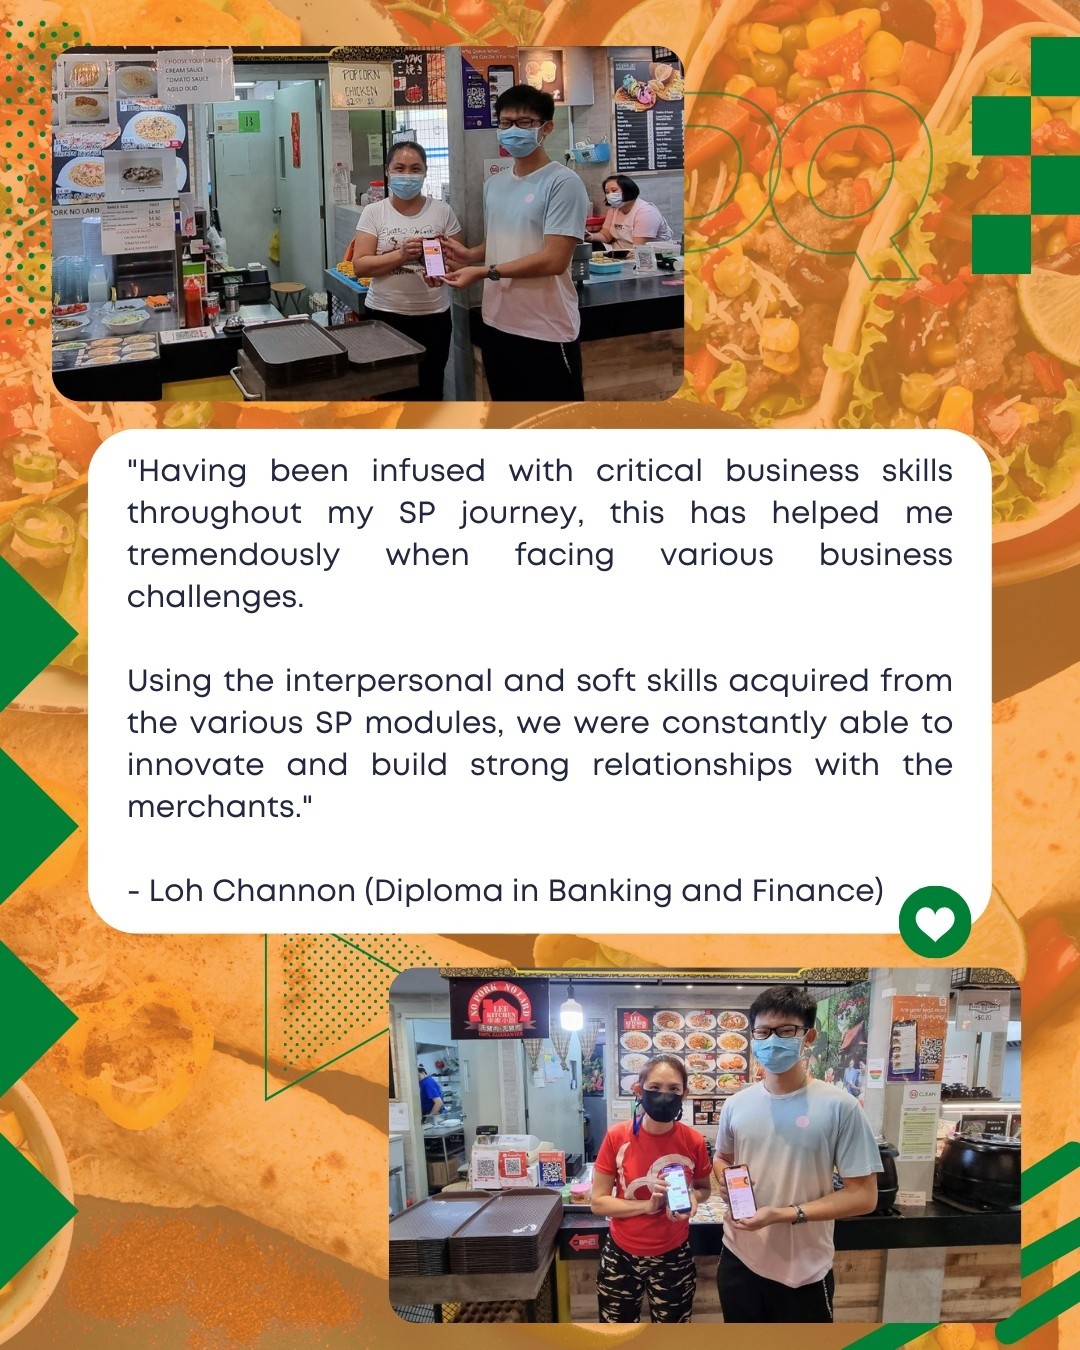 CHOOSE YOUR SAUCE
CREAM SAUCE
TOMATO SAUCE
AGLIO OLIO
POPCORN
CHICKEN
B
PORK NO LARD
DQ
"Having been infused with critical business skills
throughout my SP journey, this has helped me
tremendously when facing various business
challenges.
Using the interpersonal and soft skills acquired from
the various SP modules, we were constantly able to
innovate and build strong relationships with the
merchants."
- Loh Channon (Diploma in Banking and Finance)
NO PORK NO LARD
LEE
KITCHEN
SG CLEAN